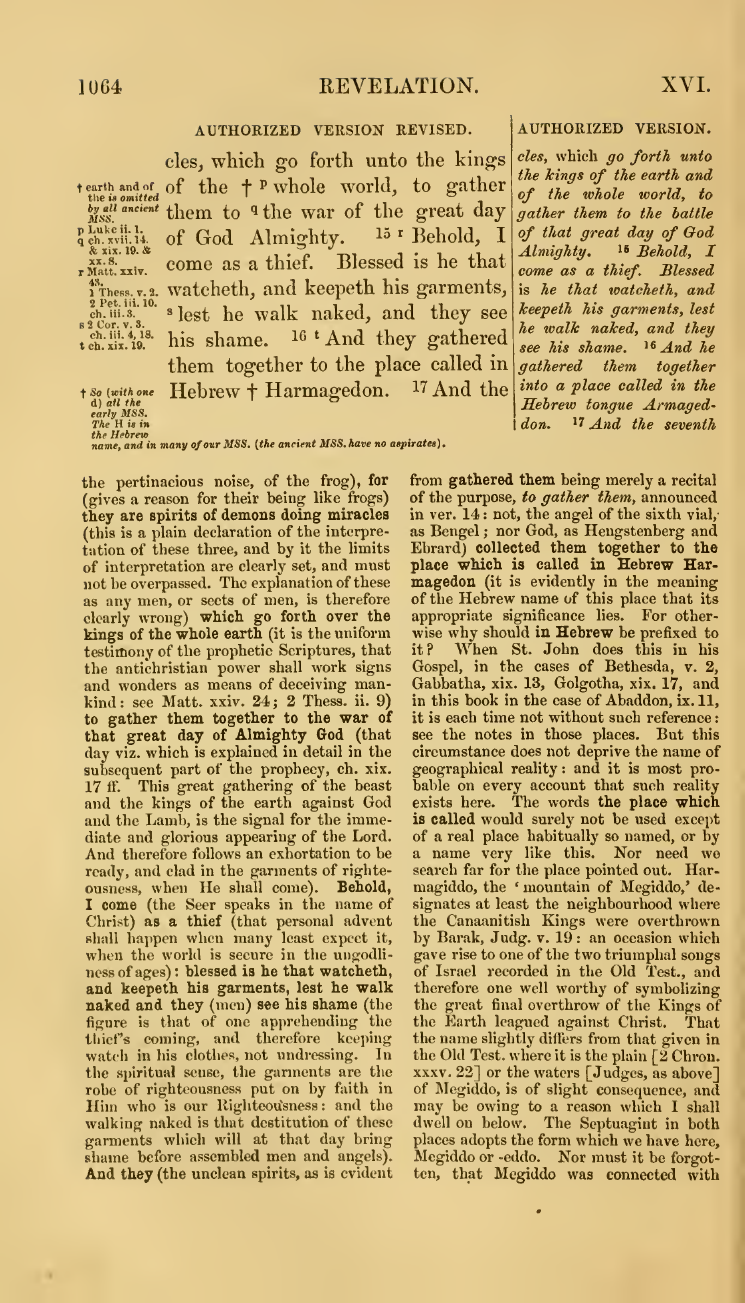 1064
REVELATION.
XVI.
AUTHORIZED VERSION REVISED.
cles, which go forth unto the kings
of the † p whole world, to gather
them to q the war of the great day
of God Almighty. 15 r Behold, I
come as a thief. Blessed is he that
watcheth, and keepeth his garments,
s lest he walk naked, and they see
his shame. 16 t And they gathered
them together to the place called in
Hebrew † Harmagedon. 17 And the
† earth and of
the is omitted
by all ancient
MSS.
p Luke ii. 1.
q ch. xvii. 14.
& xix. 19. &
xx. 8.
r Matt. xxiv.
43.
1 Thess. v. 2.
2 Pet. iii. 10.
ch. iii. 3.
s 2 Cor. v. 3.
ch. iii. 4, 18.
t ch. xix. 19.
† So (with one
d) all the
early MSS.
The H is in
the Hebrew
name, and in many of our MSS. (the ancient MSS. have no aspirates).
AUTHORIZED VERSION.
cles, which go forth unto
the kings of the earth and
of the whole world, to
gather them to the battle
of that great day of God
Almighty. 15 Behold, I
come as a thief. Blessed
is he that watcheth, and
keepeth his garments, lest
he walk naked, and they
see his shame. 16 And he
gathered them together
into a place called in the
Hebrew tongue Armaged-
don. 17 And the seventh
the pertinacious noise, of the frog), for
(gives a reason for their being like frogs)
they are spirits of demons doing miracles
(this is a plain declaration of the interpre-
tation of these three, and by it the limits
of interpretation are clearly set, and must
not be overpassed. The explanation of these
as any men, or sects of men, is therefore
clearly wrong) which go forth over the
kings of the whole earth (it is the uniform
testimony of the prophetic Scriptures, that
the antichristian power shall work signs
and wonders as means of deceiving man-
kind: see Matt. xxiv. 24; 2 Thess. ii. 9)
to gather them together to the war of
that great day of Almighty God (that
day viz. which is explained in detail in the
subsequent part of the prophecy, ch. xix.
17 ff. This great gathering of the beast
and the kings of the earth against God
and the Lamb, is the signal for the imme-
diate and glorious appearing of the Lord.
And therefore follows an exhortation to be
ready, and clad in the garments of righte-
ousness, when He shall come). Behold,
I come (the Seer speaks in the name of
Christ) as a thief (that personal advent
shall happen when many least expect it,
when the world is secure in the ungodli-
ness of ages): blessed is he that watcheth,
and keepeth his garments, lest he walk
naked and they (men) see his shame (the
figure is that of one apprehending the
thief's coming, and therefore keeping
watch in his clothes, not undressing. In
the spiritual sense, the garments are the
robe of righteousness put on by faith in
Him who is our Righteousness: and the
walking naked is that destitution of these
garments which will at that day bring
shame before assembled men and angels).
And they (the unclean spirits, as is evident
from gathered them being merely a recital
of the purpose, to gather them, announced
in ver. 14: not, the angel of the sixth vial,
as Bengel; nor God, as Hengstenberg and
Ebrard) collected them together to the
place which is called in Hebrew Har-
magedon (it is evidently in the meaning
of the Hebrew name of this place that its
appropriate significance lies. For other-
wise why should in Hebrew be prefixed to
it? When St. John does this in his
Gospel, in the cases of Bethesda, v. 2,
Gabbatha, xix. 13, Golgotha, xix. 17, and
in this book in the case of Abaddon, ix. 11,
it is each time not without such reference:
see the notes in those places. But this
circumstance does not deprive the name of
geographical reality: and it is most pro-
bable on every account that such reality
exists here. The words the place which
is called would surely not be used except
of a real place habitually so named, or by
a name very like this. Nor need we
search far for the place pointed out. Har-
magiddo, the ‘mountain of Megiddo,’ de-
signates at least the neighbourhood where
the Canaanitish Kings were overthrown
by Barak, Judg. v. 19: an occasion which
gave rise to one of the two triumphal songs
of Israel recorded in the Old Test., and
therefore one well worthy of symbolizing
the great final overthrow of the Kings of
the Earth leagued against Christ. That
the name slightly differs from that given in
the Old Test. where it is the plain [2 Chron.
xxxv. 22] or the waters [Judges, as above]
of Megiddo, is of slight consequence, and
may be owing to a reason which I shall
dwell on below. The Septuagint in both
places adopts the form which we have here,
Megiddo or -eddo. Nor must it be forgot-
ten, that Megiddo was connected with